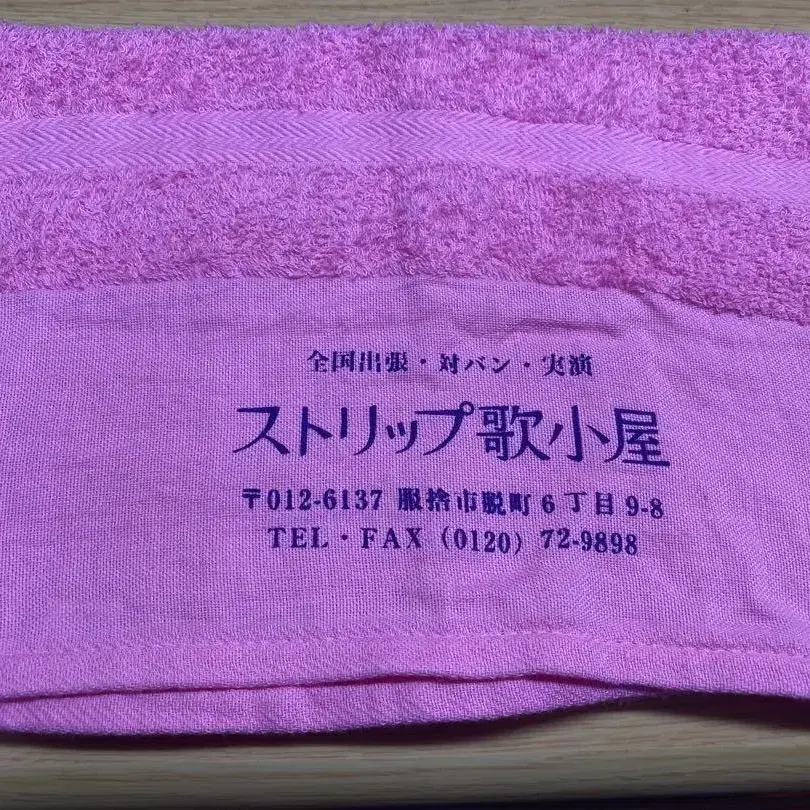 全国出張・対バン・実演
ストリップ歌小屋
〒012-6137 服捨市脱町6丁目9-8
TEL・FAX (0120) 72-9898